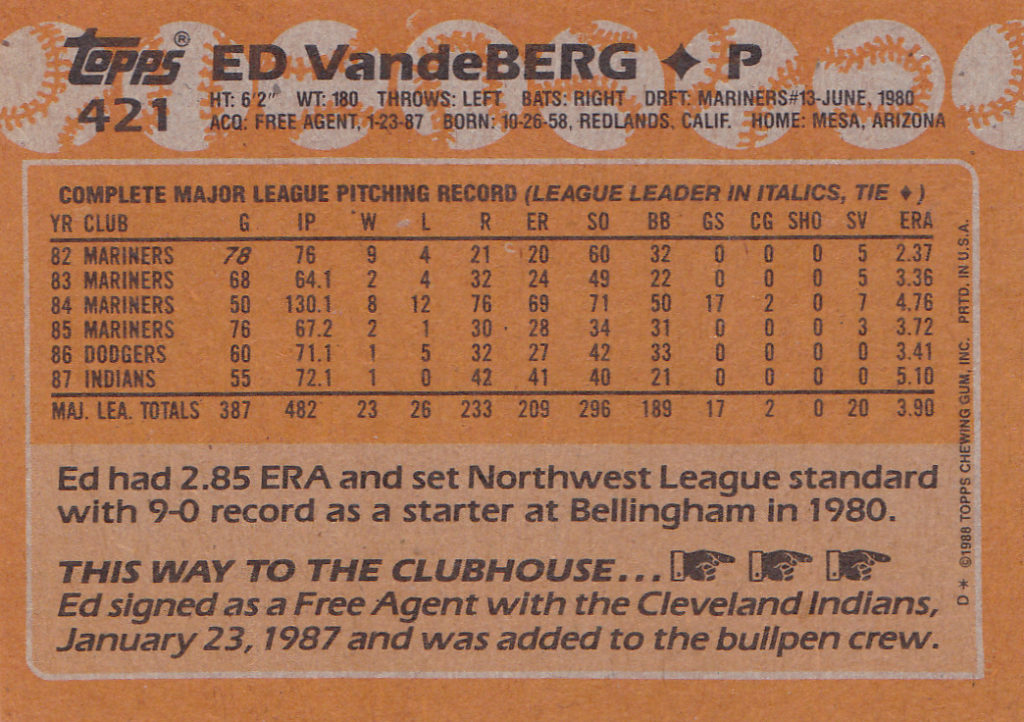 topps® ED VandeBERG ♦ P
421 HT: 6'2" WT: 180 THROWS: LEFT BATS: RIGHT DRFT: MARINERS#13-JUNE, 1980
ACQ: FREE AGENT, 1-23-87 BORN: 10-26-58, REDLANDS, CALIF. HOME: MESA, ARIZONA
COMPLETE MAJOR LEAGUE PITCHING RECORD (LEAGUE LEADER IN ITALICS, TIE ♦)
YR CLUB G IP W L R ER SO BB GS CG SHO SV ERA
82 MARINERS 78 76 9 4 21 20 60 32 0 0 0 5 2.37
83 MARINERS 68 64.1 2 4 32 24 49 22 0 0 0 5 3.36
84 MARINERS 50 130.1 8 12 76 69 71 50 17 2 0 7 4.76
85 MARINERS 76 67.2 2 1 30 28 34 31 0 0 0 3 3.72
86 DODGERS 60 71.1 1 5 32 27 42 33 0 0 0 0 3.41
87 INDIANS 55 72.1 1 0 42 41 40 21 0 0 0 0 5.10
MAJ. LEA. TOTALS 387 482 23 26 233 209 296 189 17 2 0 20 3.90
Ed had 2.85 ERA and set Northwest League standard
with 9-0 record as a starter at Bellingham in 1980.
THIS WAY TO THE CLUBHOUSE...
Ed signed as a Free Agent with the Cleveland Indians,
January 23, 1987 and was added to the bullpen crew.
D* ©1988 TOPPS CHEWING GUM, INC. PRTD. IN U.S.A.